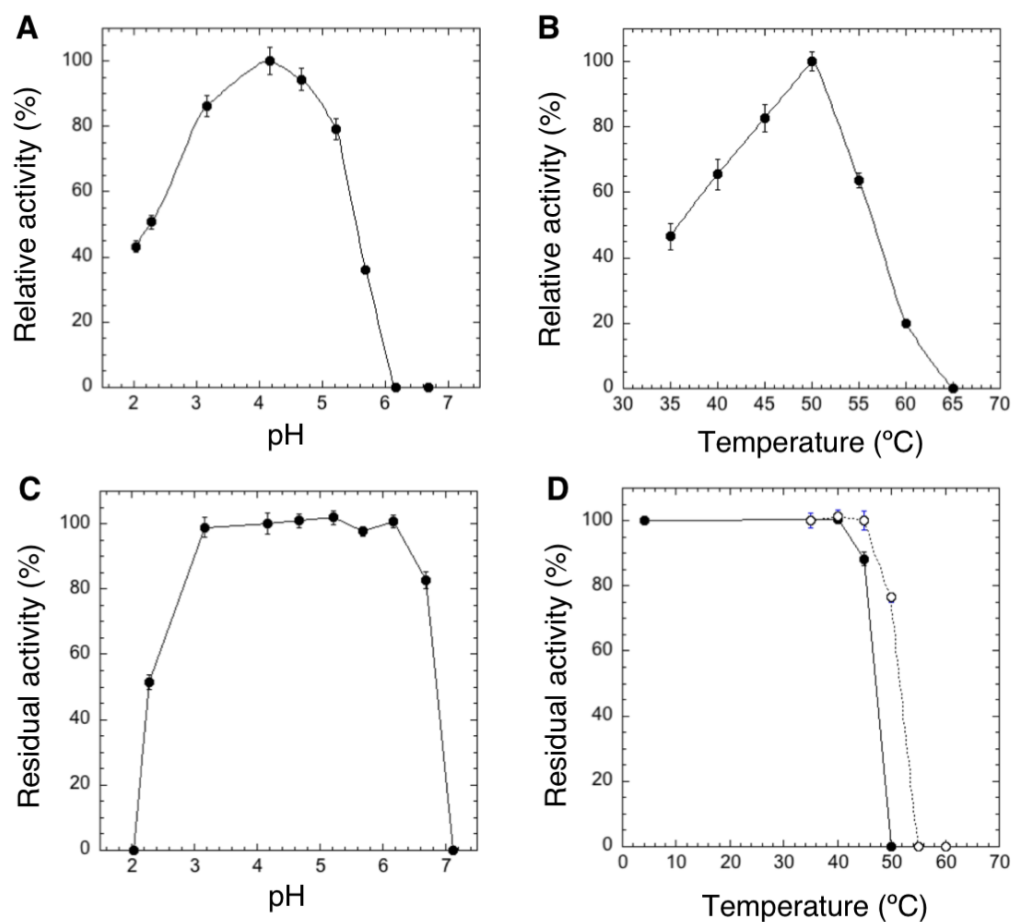 A
Relative activity (%)
100
80
60
40
20
0
2 3 4 5 6 7
pH
B
Relative activity (%)
100
80
60
40
20
0
30 35 40 45 50 55 60 65 70
Temperature (ºC)
C
Residual activity (%)
100
80
60
40
20
0
2 3 4 5 6 7
pH
D
Residual activity (%)
100
80
60
40
20
0
0 10 20 30 40 50 60 70
Temperature (ºC)